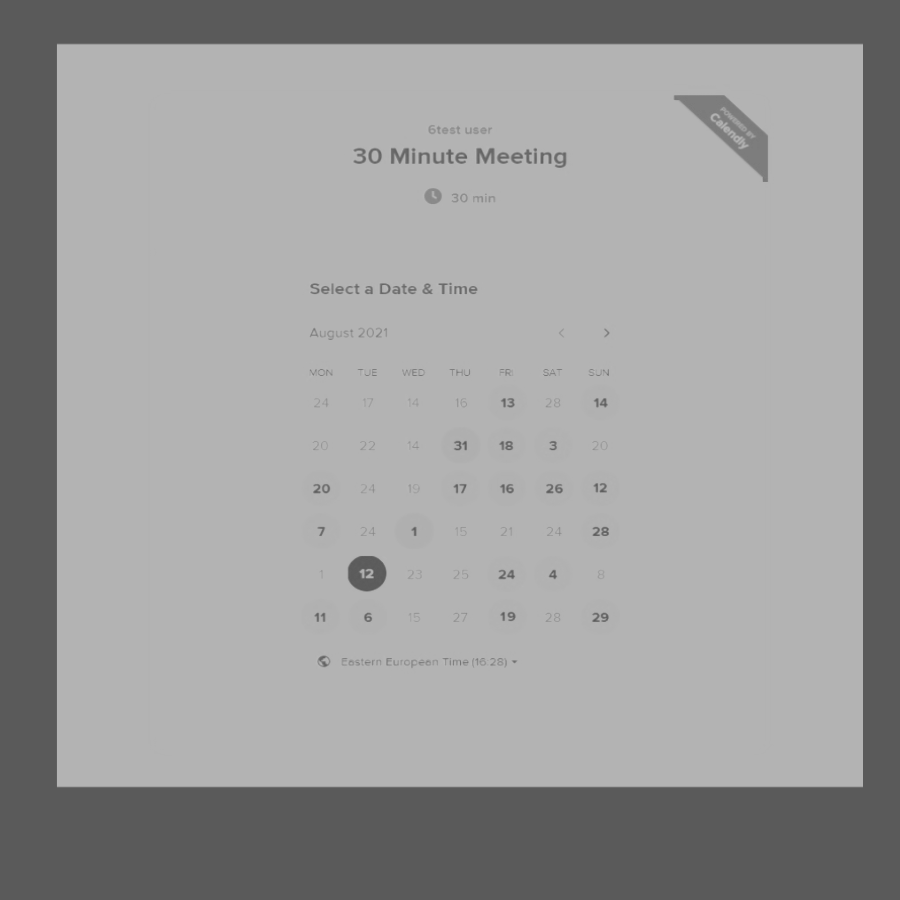 POWERED BY
Calendly
6test user
30 Minute Meeting
30 min
Select a Date & Time
August 2021
MON TUE WED THU FRI SAT SUN
24 17 14 16 13 28 14
20 22 14 31 18 3 20
20 24 19 17 16 26 12
7 24 1 15 21 24 28
1 12 23 25 24 4 8
11 6 15 27 19 28 29
Eastern Europeen Time (16:28)